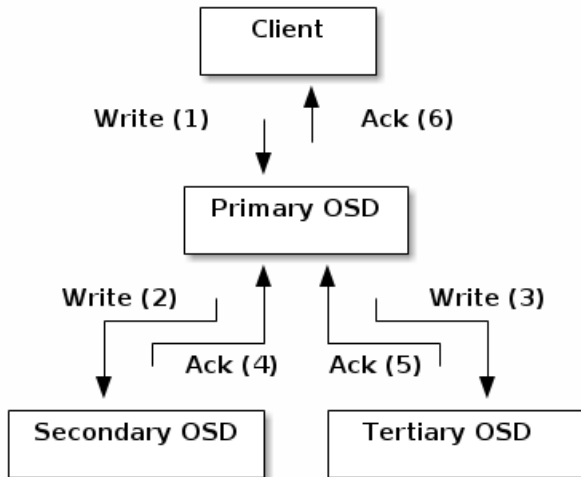 Client
Write (1)
Ack (6)
Primary OSD
Write (2)
Write (3)
Ack (4)
Ack (5)
Secondary OSD
Tertiary OSD